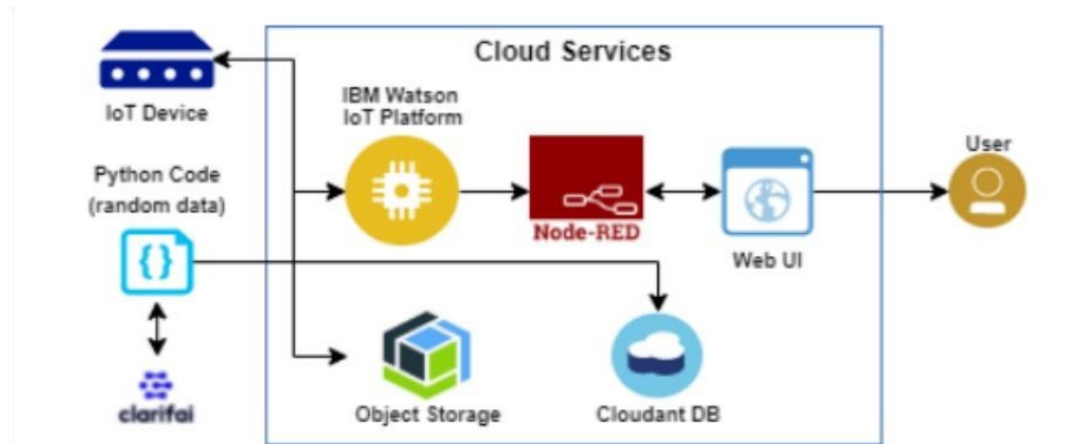 Cloud Services
IoT Device
IBM Watson
IoT Platform
Python Code
(random data)
{}
User
Node-RED
Web UI
clarifai
Object Storage
Cloudant DB